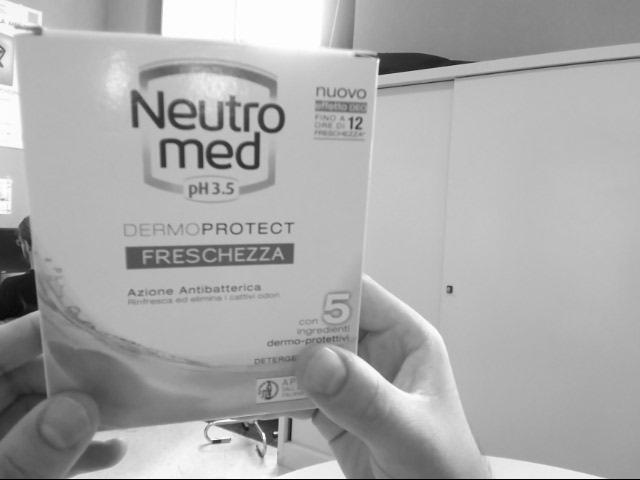 Neutro
med
pH 3.5
nuovo
effetto DEO
FINO A
ORE DI 12
FRESCHEZZA*
DERMOPROTECT
FRESCHEZZA
Azione Antibatterica
Rinfresca ed elimina i cattivi odori
con 5
ingredienti
dermo-protettivi